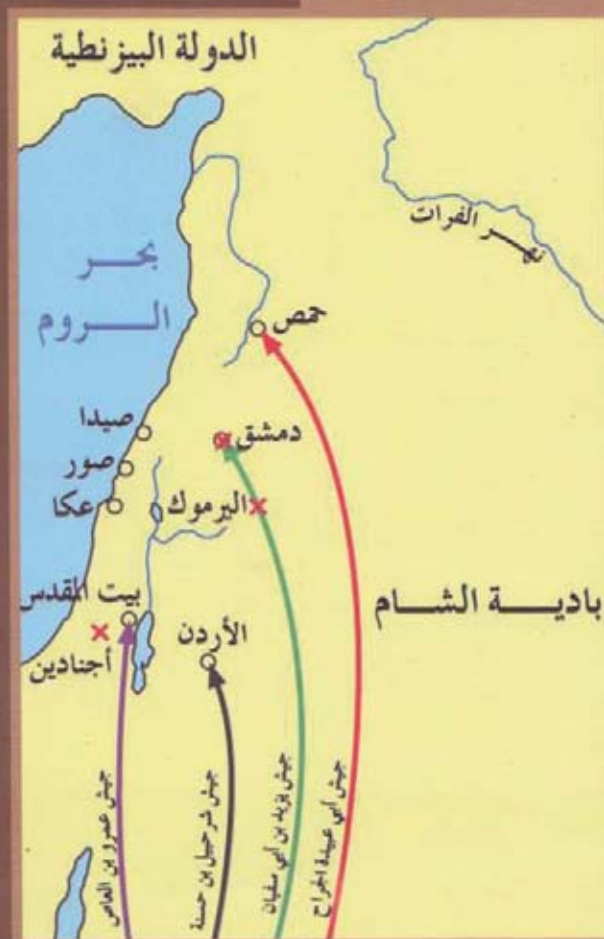 الدولة البيزنطية
نهر الفرات
بحر
الروم
حمص
صيدا
دمشق
صور
عكا
اليرموك
بيت المقدس
بادية الشام
الأردن
أجنادين
جيش عمرو بن العاص
جيش شرحبيل بن حسنة
جيش يزيد بن أبي سفيان
جيش أبي عبيدة الجراح